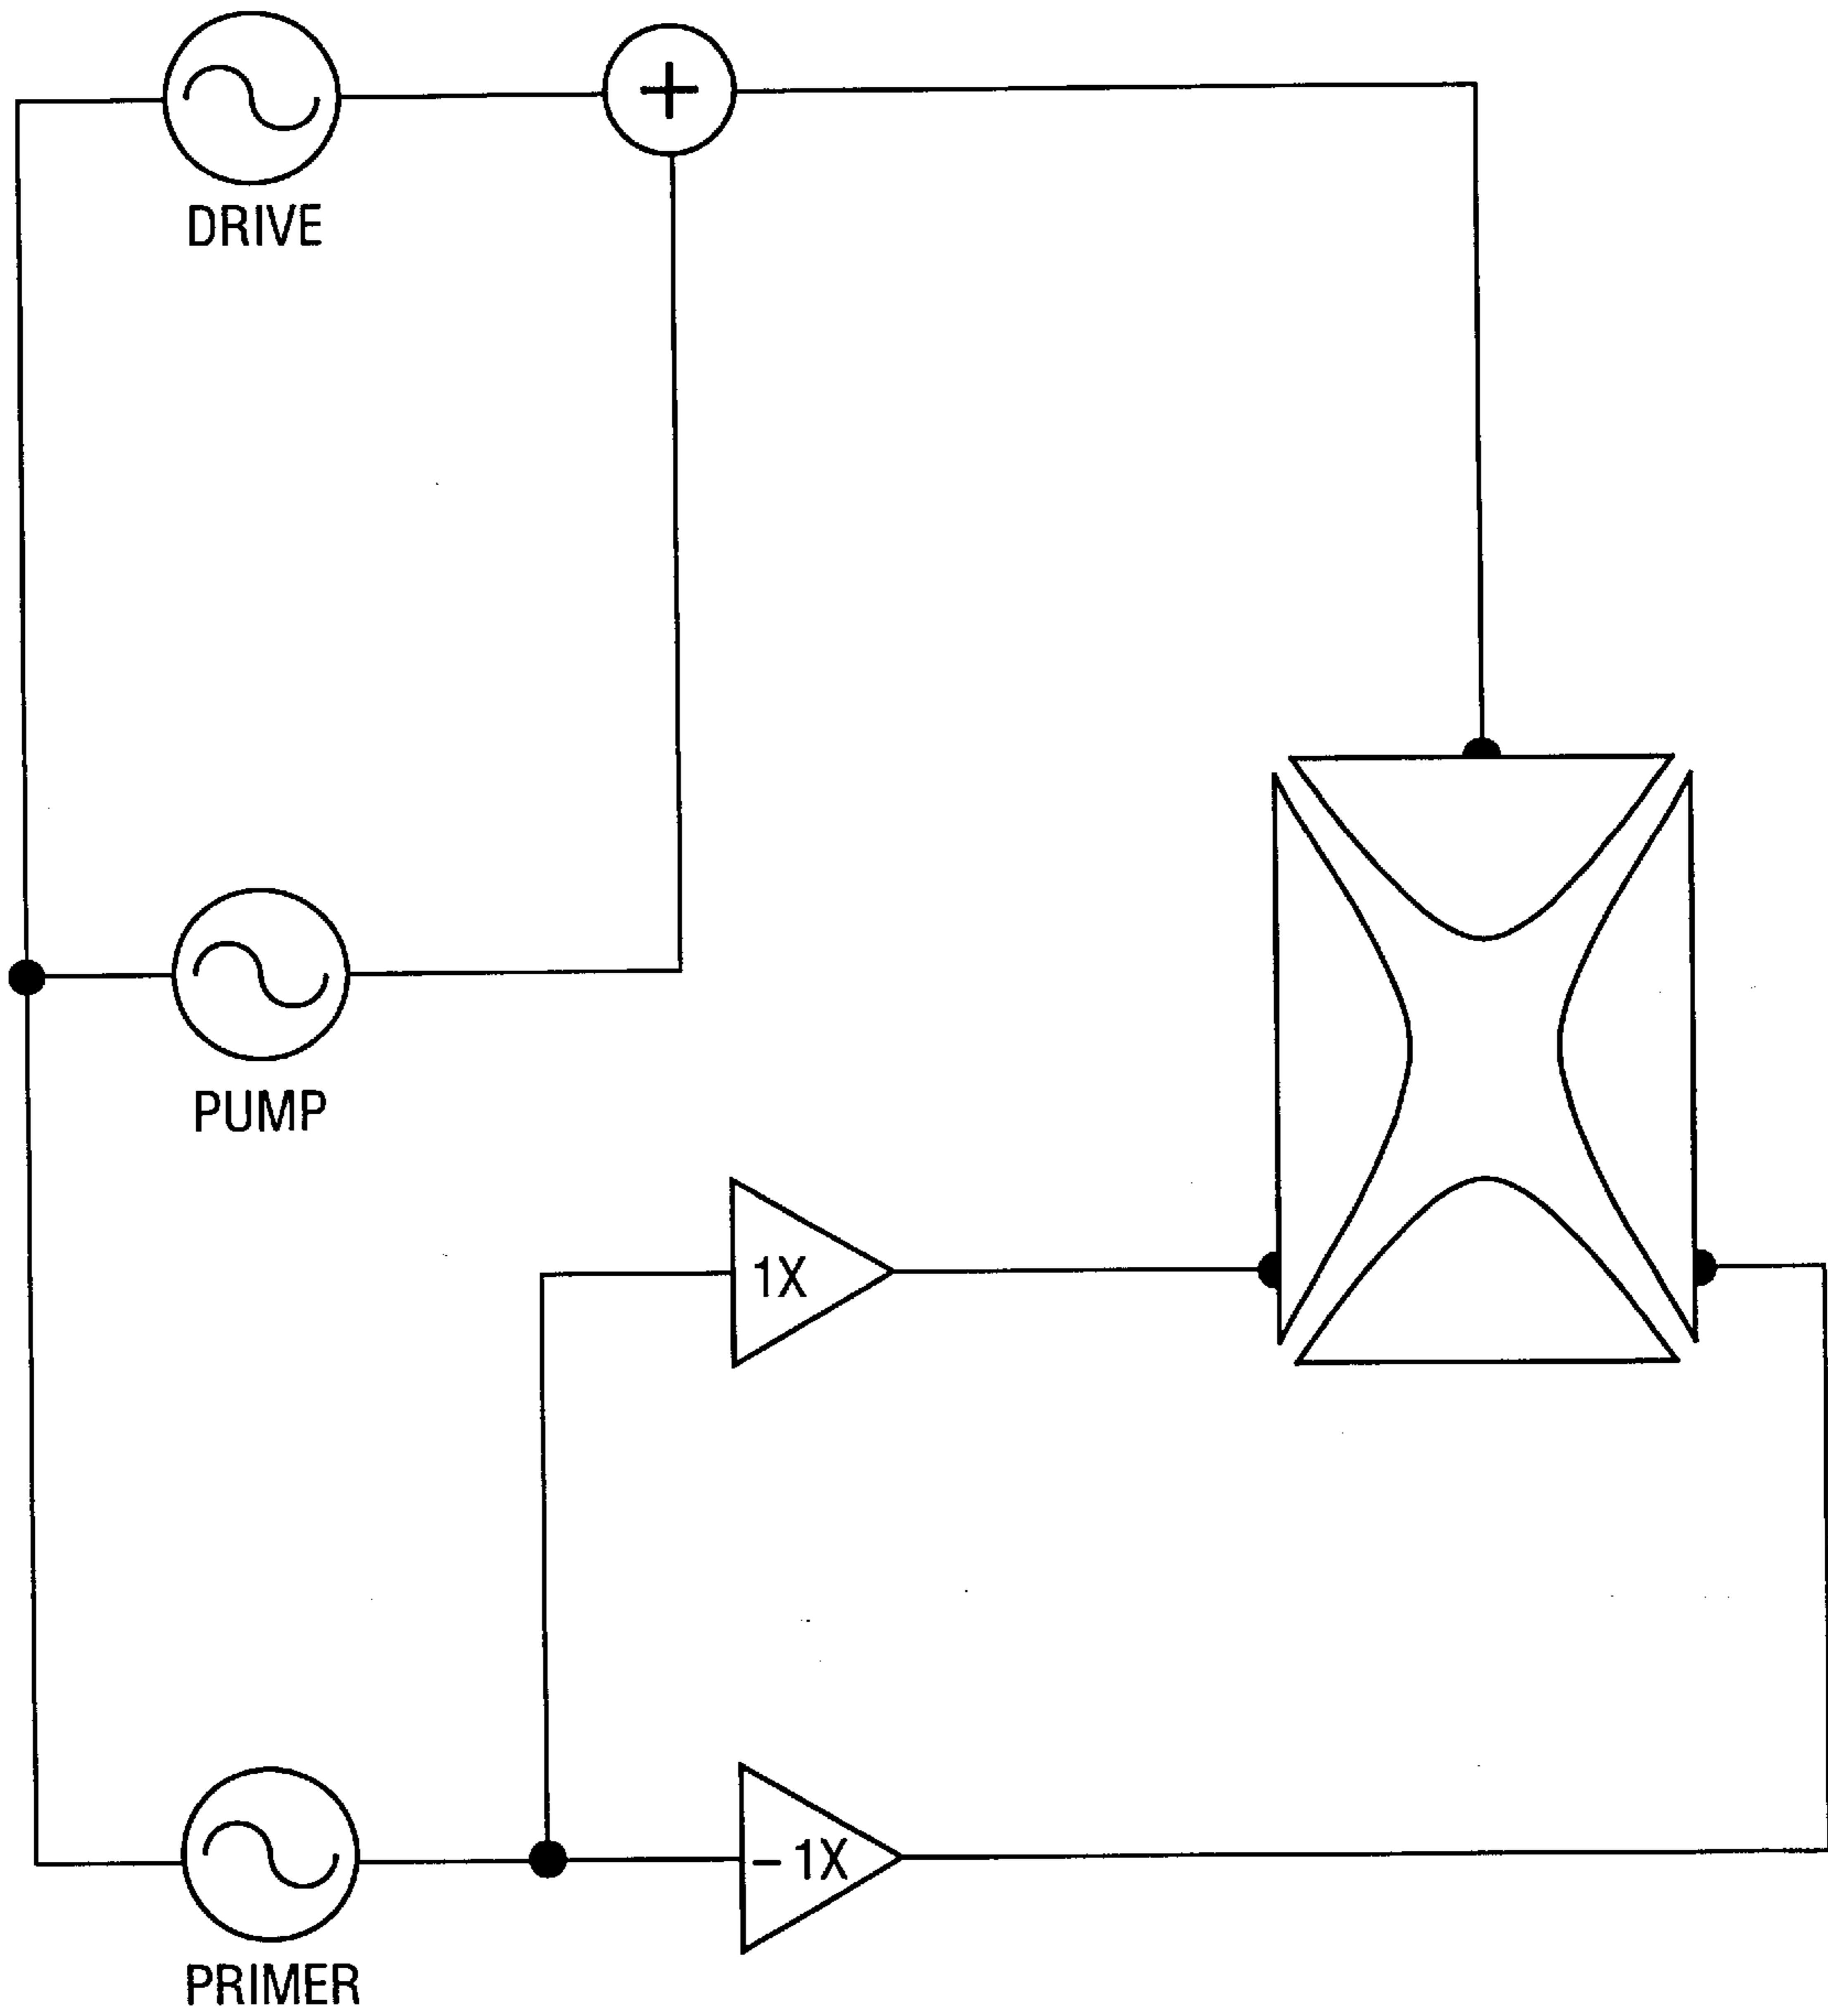 +
DRIVE
PUMP
1X
- 1X
PRIMER